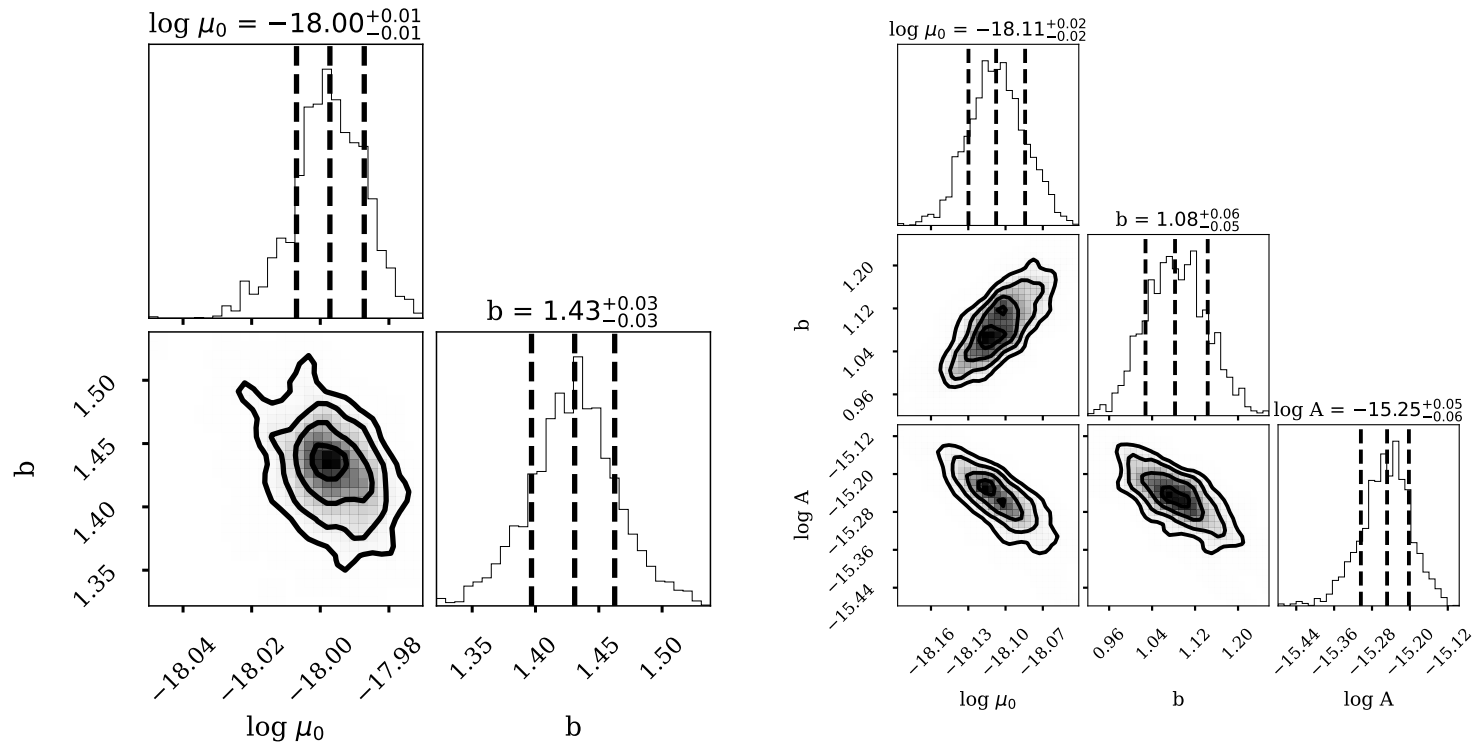 log μ₀ = −18.00⁺⁰·⁰¹₋₀.₀₁
b = 1.43⁺⁰·⁰³₋₀.₀₃
1.50
1.45
1.40
1.35
b
−18.04
−18.02
−18.00
−17.98
log μ₀
1.35
1.40
1.45
1.50
b
log μ₀ = −18.11⁺⁰·⁰²₋₀.₀₂
b = 1.08⁺⁰·⁰⁶₋₀.₀₅
log A = −15.25⁺⁰·⁰⁵₋₀.₀₆
1.20
1.12
1.04
0.96
b
−15.12
−15.20
−15.28
−15.36
−15.44
log A
−18.16
−18.13
−18.10
−18.07
log μ₀
0.96
1.04
1.12
1.20
b
−15.44
−15.36
−15.28
−15.20
−15.12
log A